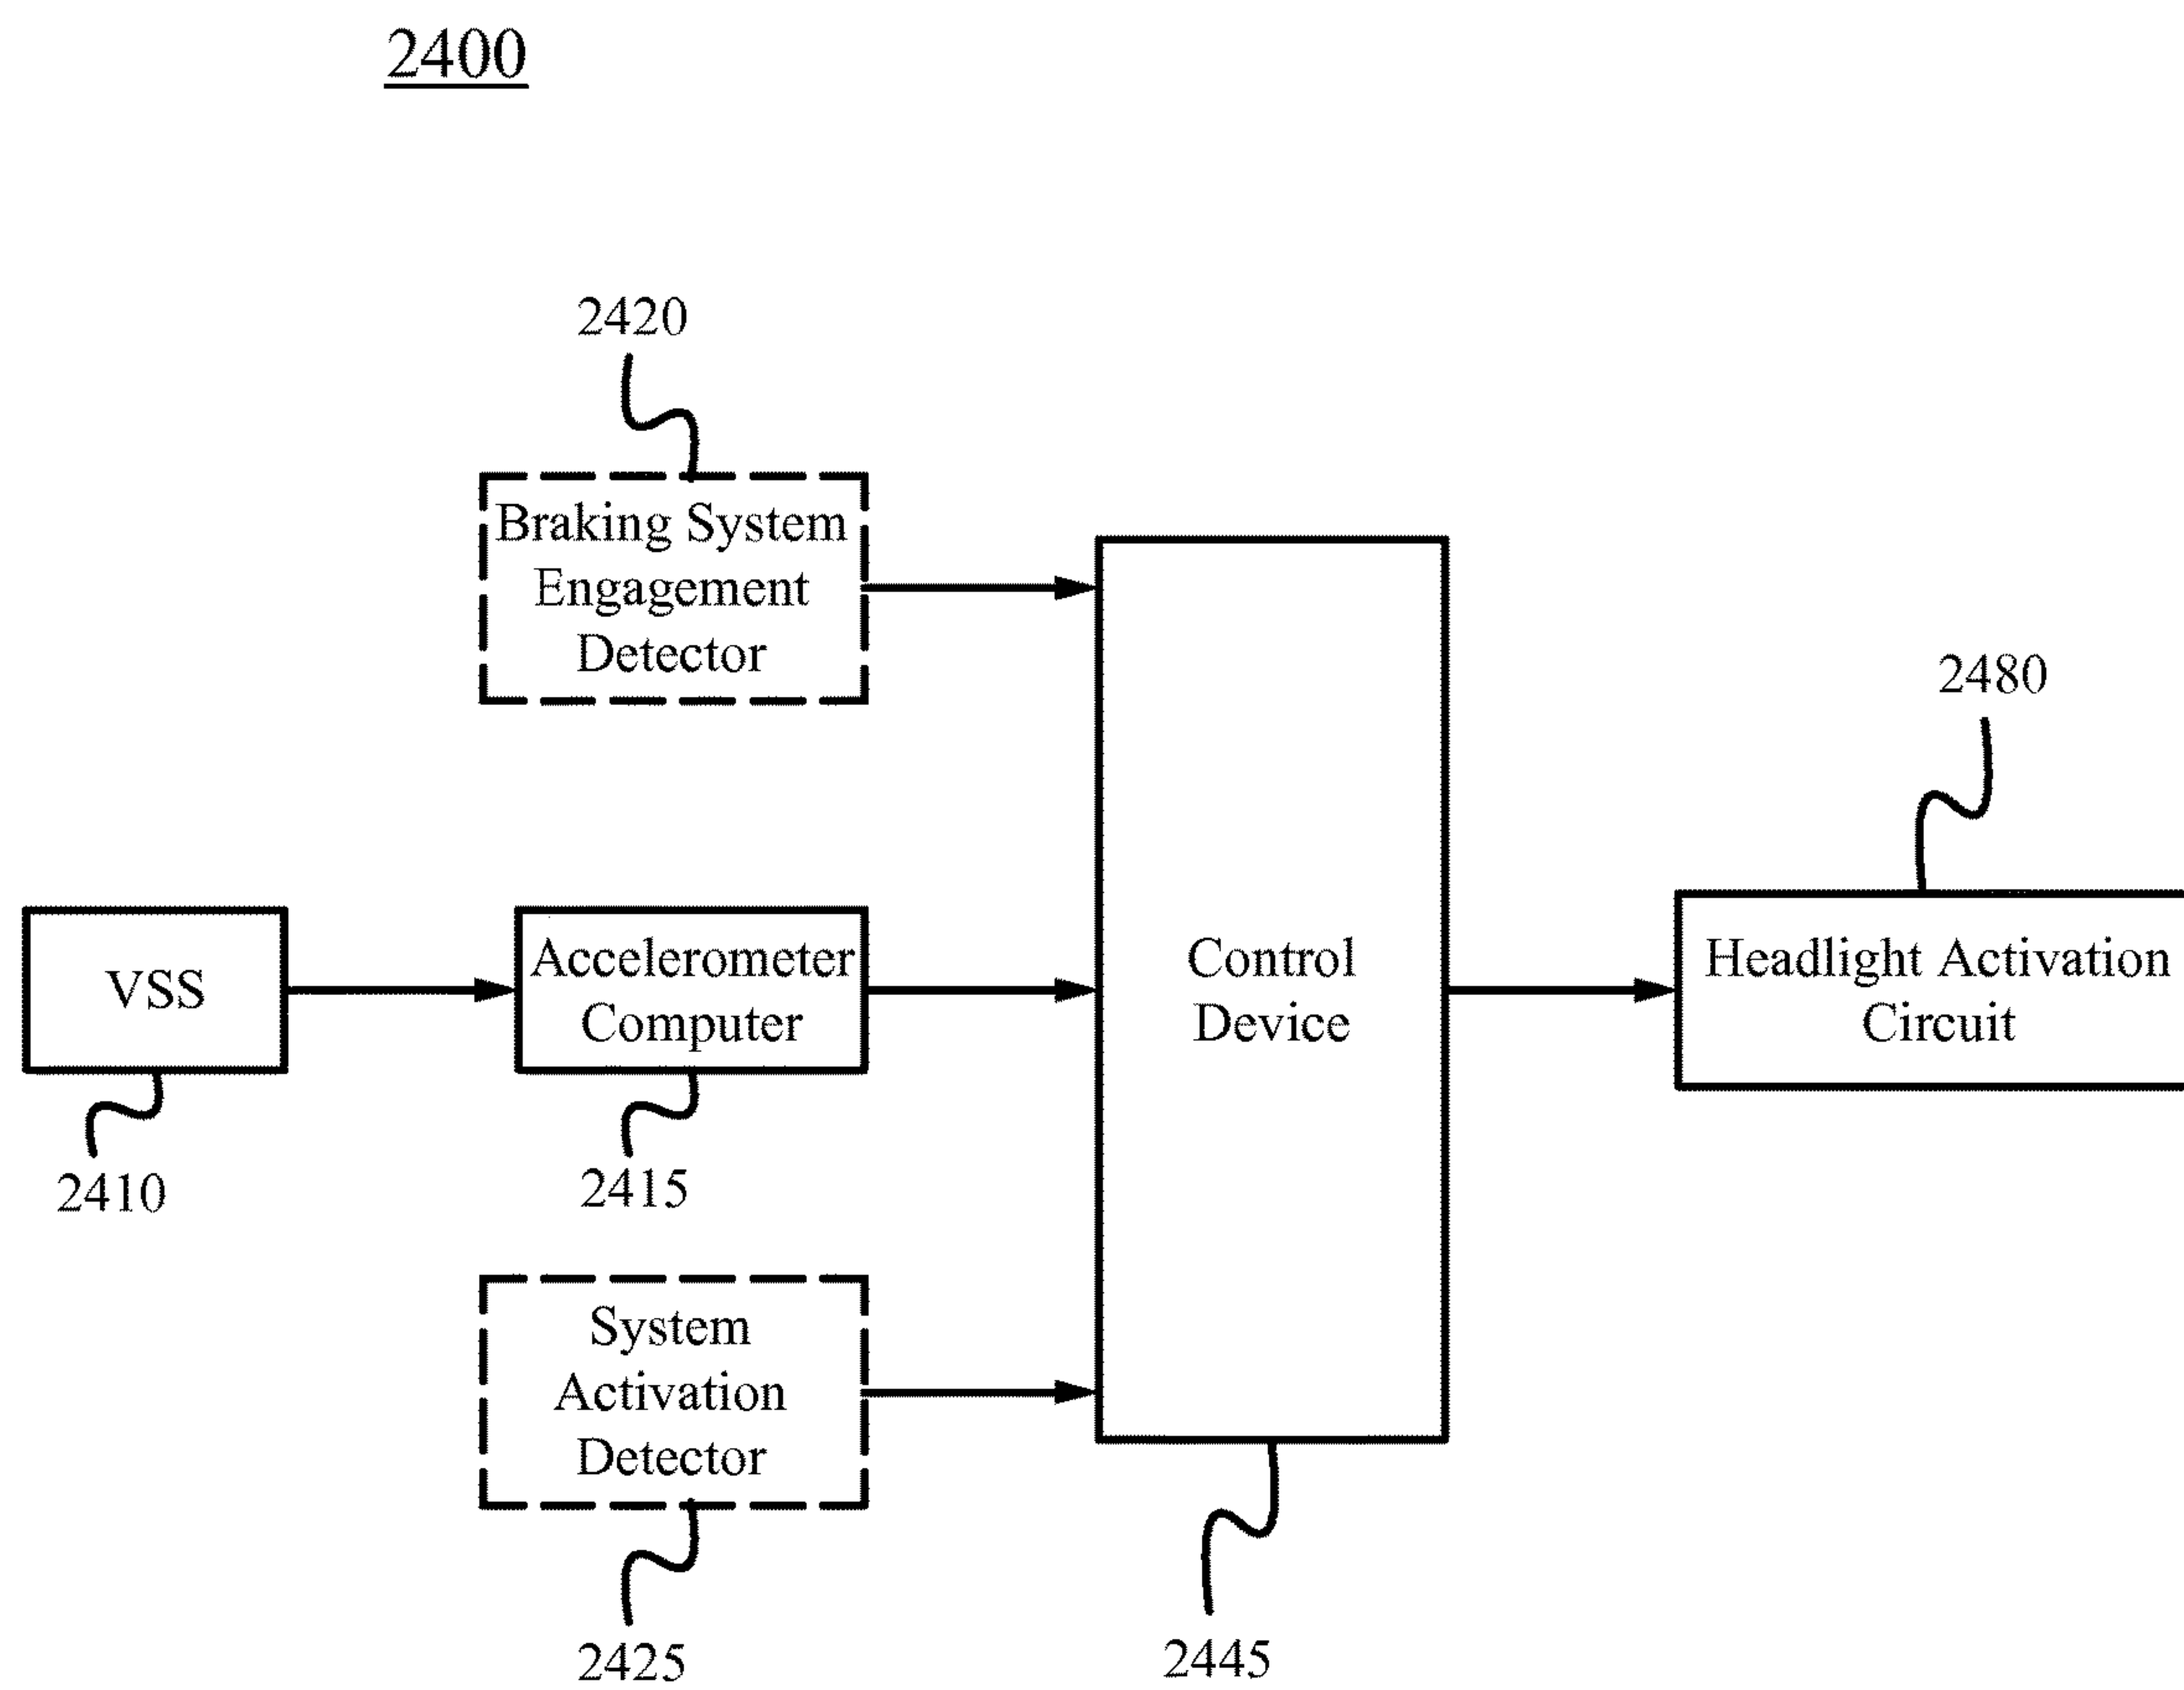 2400
2420
Braking System
Engagement
Detector
2480
VSS
Accelerometer
Computer
Control
Device
Headlight Activation
Circuit
2410
2415
System
Activation
Detector
2425
2445